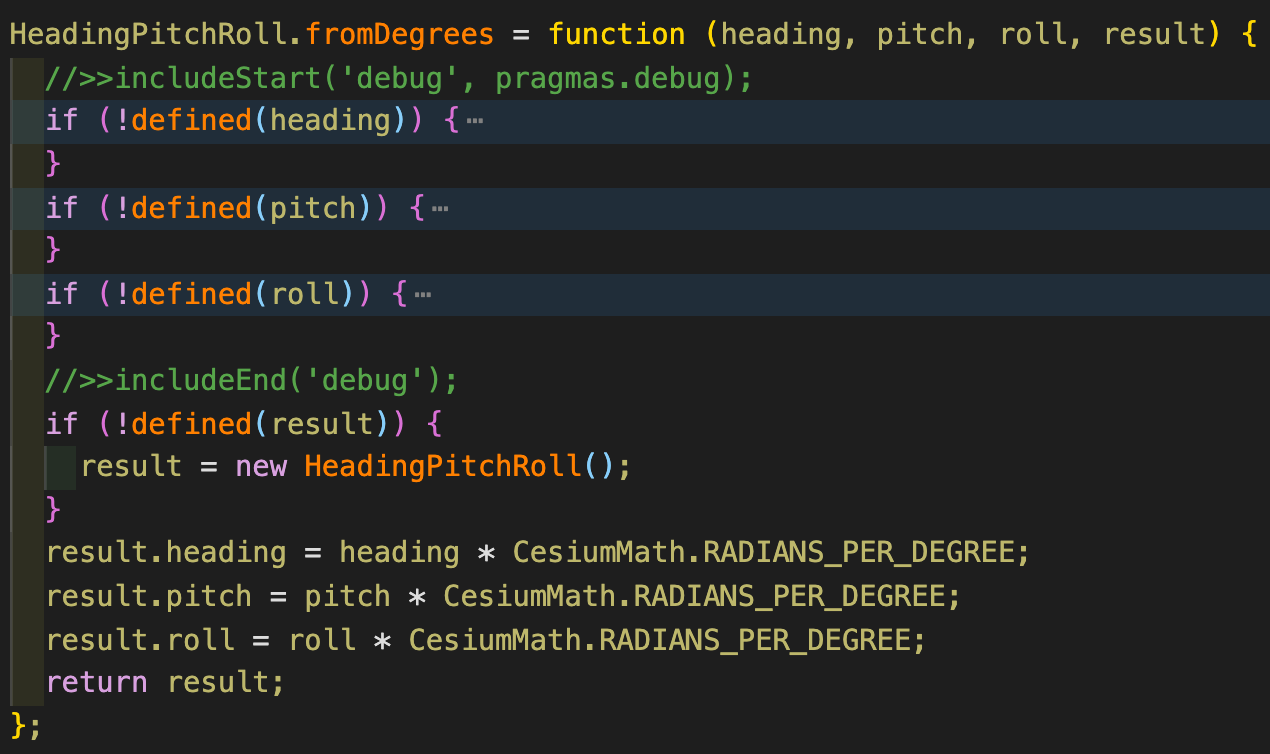 HeadingPitchRoll.fromDegrees = function (heading, pitch, roll, result) {
  //>>includeStart('debug', pragmas.debug);
  if (!defined(heading)) {⋯
  }
  if (!defined(pitch)) {⋯
  }
  if (!defined(roll)) {⋯
  }
  //>>includeEnd('debug');
  if (!defined(result)) {
    result = new HeadingPitchRoll();
  }
  result.heading = heading * CesiumMath.RADIANS_PER_DEGREE;
  result.pitch = pitch * CesiumMath.RADIANS_PER_DEGREE;
  result.roll = roll * CesiumMath.RADIANS_PER_DEGREE;
  return result;
};